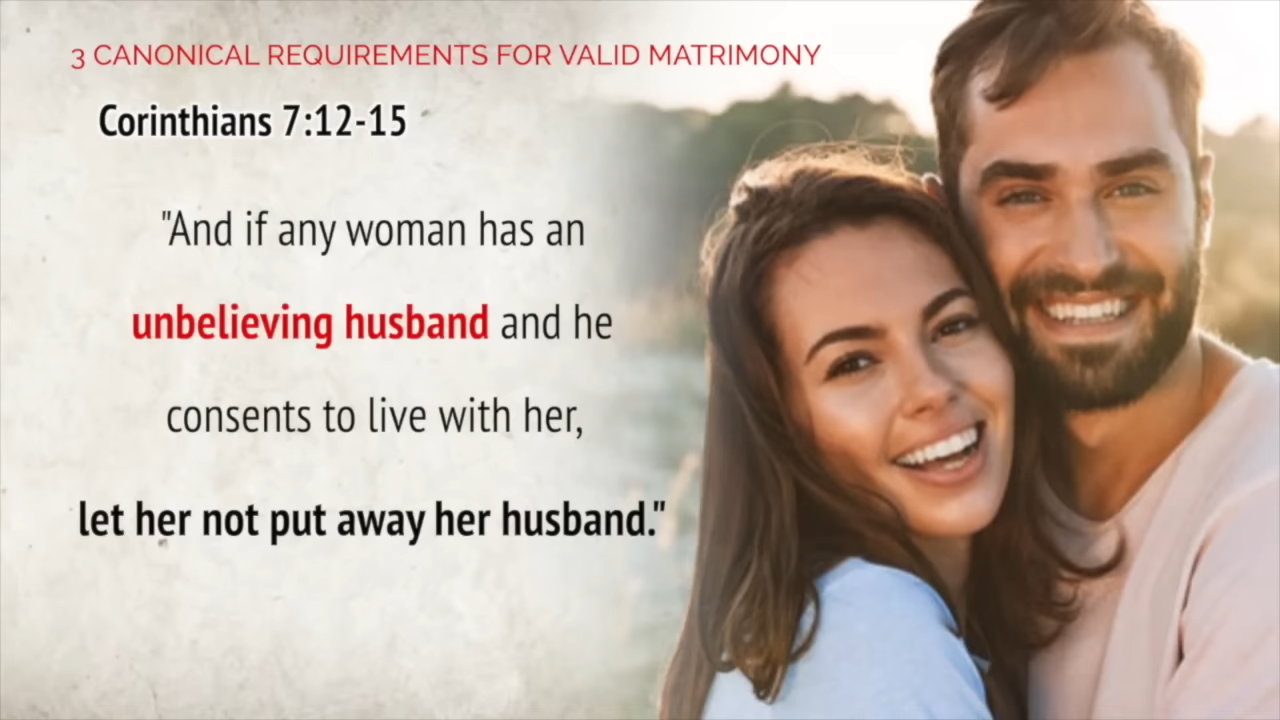 3 CANONICAL REQUIREMENTS FOR VALID MATRIMONY
Corinthians 7:12-15
"And if any woman has an
unbelieving husband and he
consents to live with her,
let her not put away her husband."